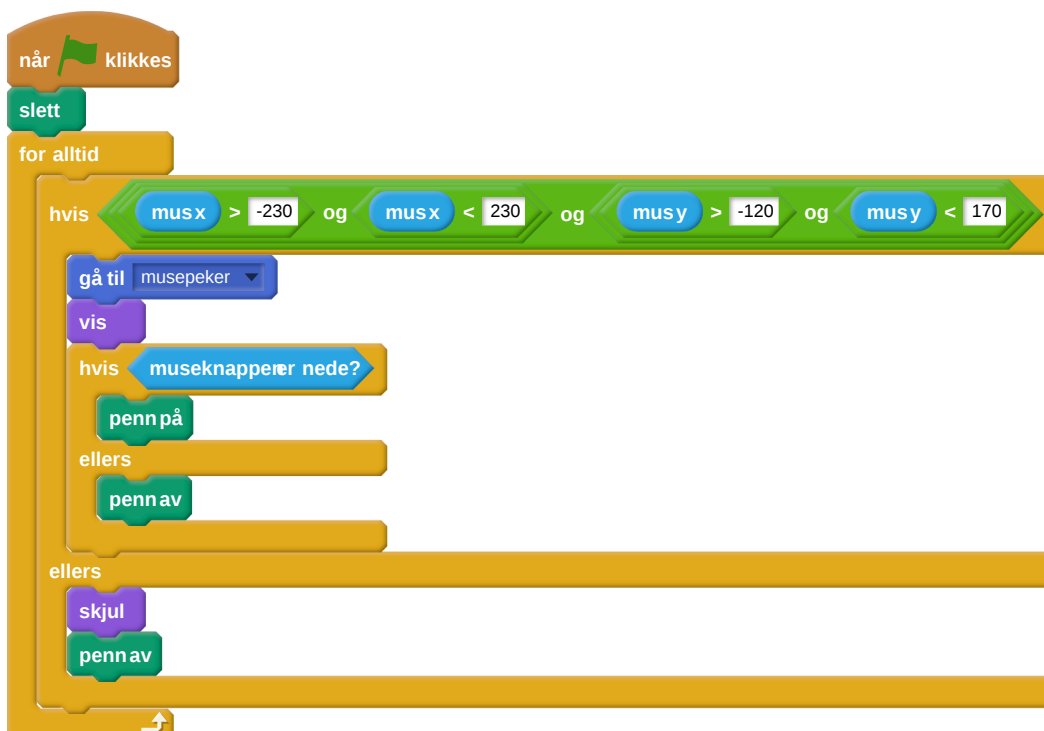 når klikkes
slett
for alltid
hvis mus x > -230 og mus x < 230 og mus y > -120 og mus y < 170
gå til musepeker
vis
hvis museknappen er nede?
penn på
ellers
penn av
ellers
skjul
penn av